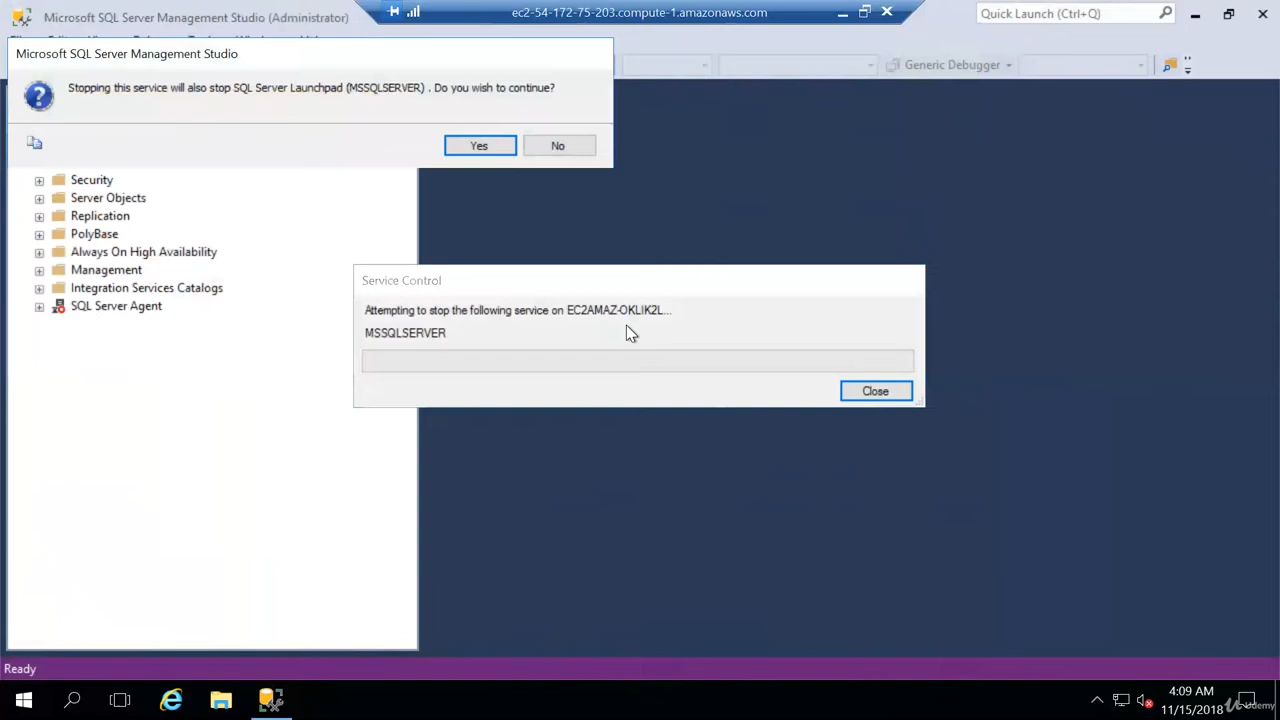 Microsoft SQL Server Management Studio (Administrator)
ec2-54-172-75-203.compute-1.amazonaws.com
Quick Launch (Ctrl+Q)
Microsoft SQL Server Management Studio
Generic Debugger
Stopping this service will also stop SQL Server Launchpad (MSSQLSERVER) . Do you wish to continue?
Yes
No
Security
Server Objects
Replication
PolyBase
Always On High Availability
Management
Integration Services Catalogs
SQL Server Agent
Service Control
Attempting to stop the following service on EC2AMAZ-OKLIK2L...
MSSQLSERVER
Close
Ready
4:09 AM
11/15/2018
Udemy